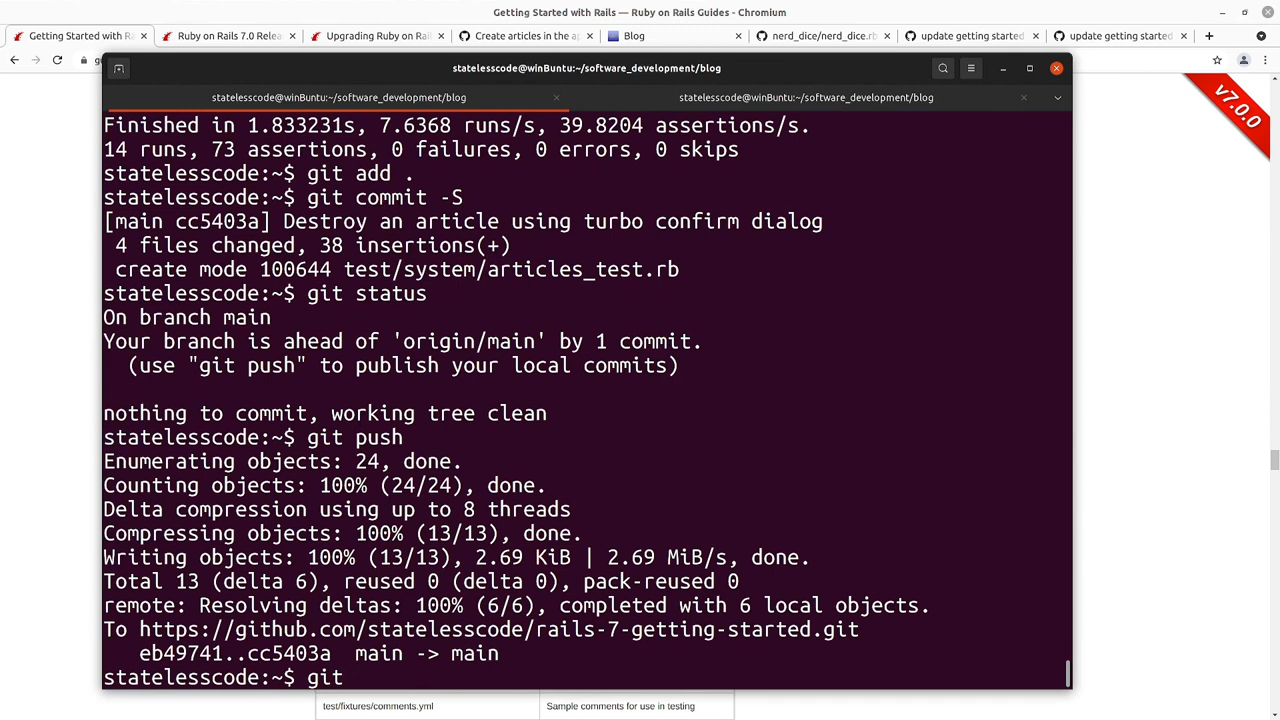 Getting Started with Rails — Ruby on Rails Guides - Chromium
Getting Started with Ra
Ruby on Rails 7.0 Relea
Upgrading Ruby on Rail
Create articles in the ap
Blog
nerd_dice/nerd_dice.rb
update getting started
update getting started
v7.0.0
statelesscode@winBuntu:~/software_development/blog
statelesscode@winBuntu:~/software_development/blog
statelesscode@winBuntu:~/software_development/blog
Finished in 1.833231s, 7.6368 runs/s, 39.8204 assertions/s.
14 runs, 73 assertions, 0 failures, 0 errors, 0 skips
statelesscode:~$ git add .
statelesscode:~$ git commit -S
[main cc5403a] Destroy an article using turbo confirm dialog
4 files changed, 38 insertions(+)
create mode 100644 test/system/articles_test.rb
statelesscode:~$ git status
On branch main
Your branch is ahead of 'origin/main' by 1 commit.
(use "git push" to publish your local commits)
nothing to commit, working tree clean
statelesscode:~$ git push
Enumerating objects: 24, done.
Counting objects: 100% (24/24), done.
Delta compression using up to 8 threads
Compressing objects: 100% (13/13), done.
Writing objects: 100% (13/13), 2.69 KiB | 2.69 MiB/s, done.
Total 13 (delta 6), reused 0 (delta 0), pack-reused 0
remote: Resolving deltas: 100% (6/6), completed with 6 local objects.
To https://github.com/statelesscode/rails-7-getting-started.git
eb49741..cc5403a  main -> main
statelesscode:~$ git
test/fixtures/comments.yml
Sample comments for use in testing